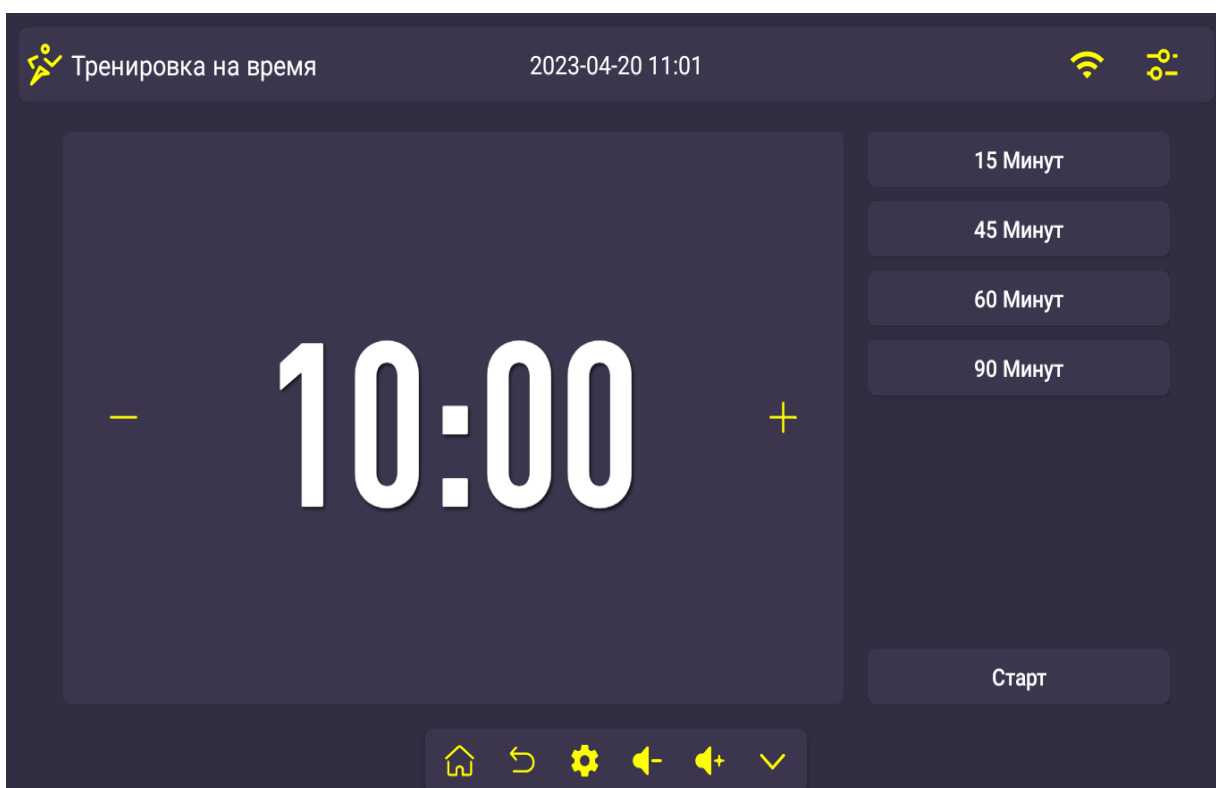 Тренировка на время 2023-04-20 11:01
15 Минут
45 Минут
60 Минут
90 Минут
10:00
Старт